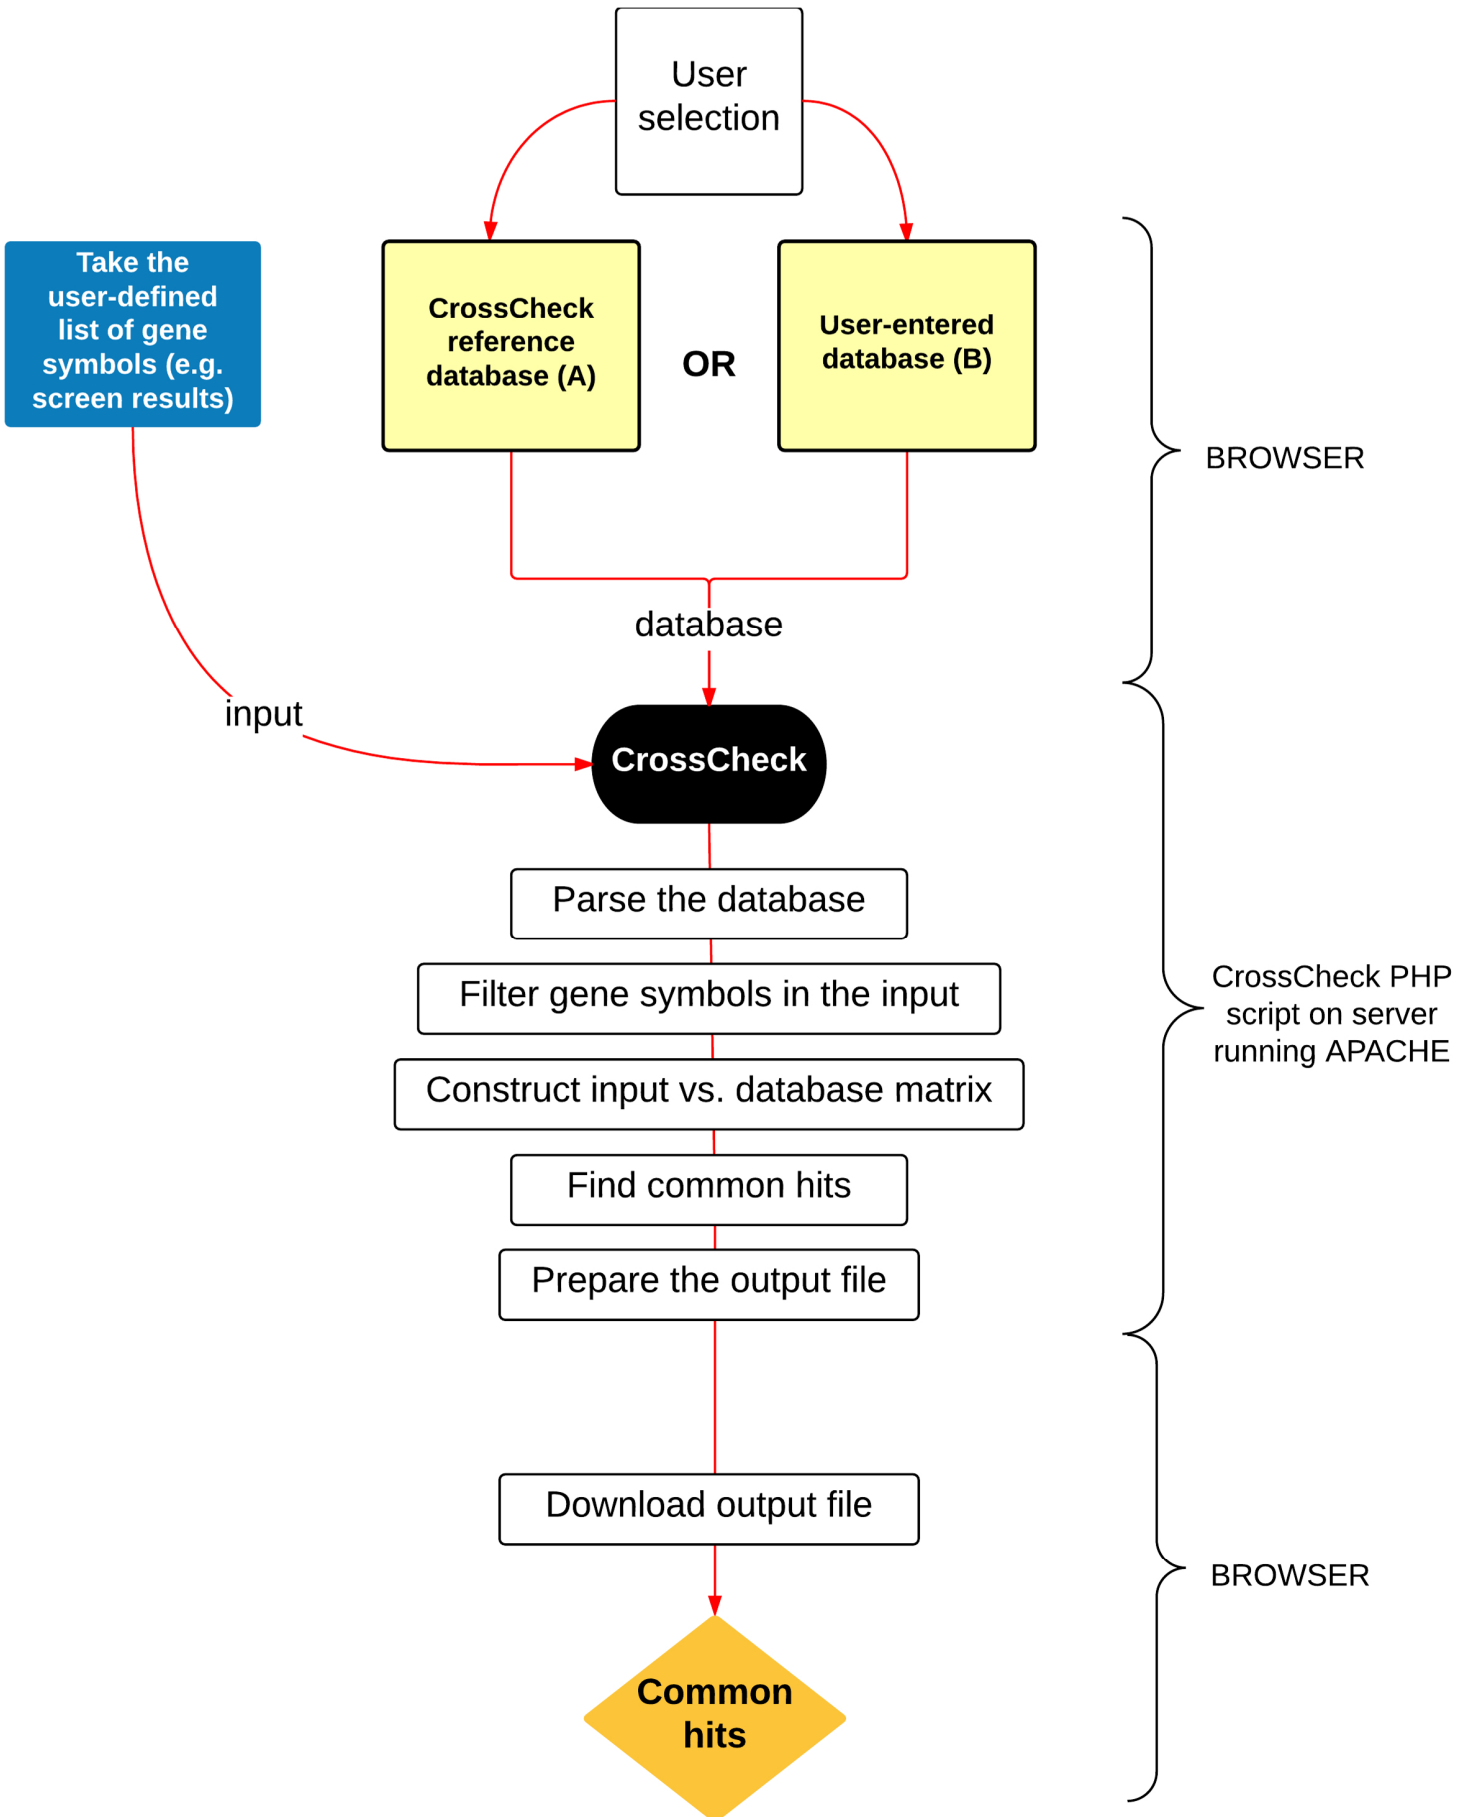 User
selection
Take the
user-defined
list of gene
symbols (e.g.
screen results)
CrossCheck
reference
database (A)
OR
User-entered
database (B)
BROWSER
database
input
CrossCheck
Parse the database
Filter gene symbols in the input
Construct input vs. database matrix
Find common hits
Prepare the output file
CrossCheck PHP
script on server
running APACHE
Download output file
BROWSER
Common
hits